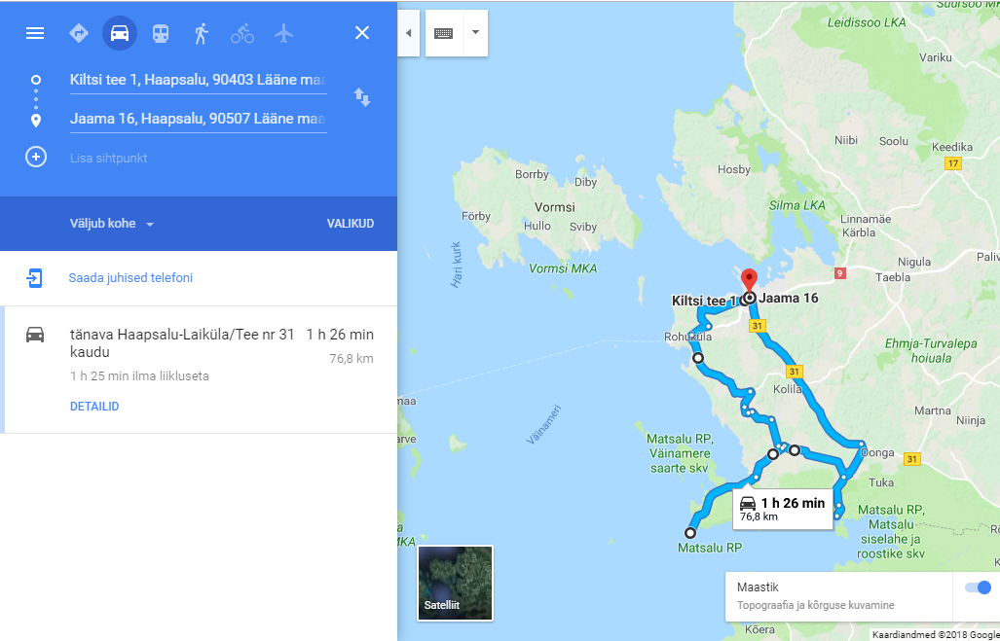 Kiltsi tee 1, Haapsalu, 90403 Lääne maa
Jaama 16, Haapsalu, 90507 Lääne maa
Lisa sihtpunkt
Väljub kohe
VALIKUD
Saada juhised telefoni
tänava Haapsalu-Laiküla/Tee nr 31 kaudu
1 h 26 min
76,8 km
1 h 25 min ilma liikluseta
DETAILID
Leidissoo LKA
Variku
Niibi
Soolu
Keedika
17
Borrby
Diby
Hosby
Vormsi
Förby
Hullo
Sviby
Silma LKA
Linnamäe
Kärbla
Hari kurk
Vormsi MKA
Nigula
Taebla
9
Kiltsi tee 1
Jaama 16
31
Rohuküla
Ehmja-Turvalepa
hoiuala
31
Kolila
Väinameri
Martna
Niinja
Matsalu RP,
Väinamere
saarte skv
31
Tuka
1 h 26 min
76,8 km
Matsalu RP,
Matsalu
siselahe ja
roostike skv
Matsalu RP
Satelliit
Maastik
Topograafia ja kõrguse kuvamine
Kõera
Kaardiandmed ©2018 Google